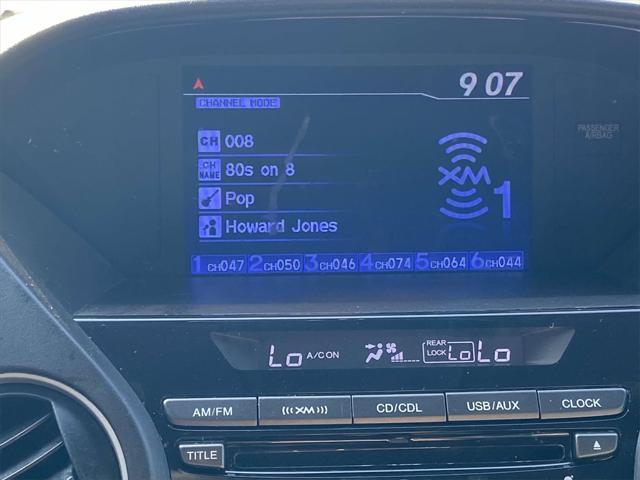 9 07
CHANNEL MODE
CH 008
CH NAME 80s on 8
Pop
Howard Jones
XM 1
PASSENGER AIRBAG
1 CH047 2 CH050 3 CH046 4 CH074 5 CH064 6 CH044
Lo A/C ON REAR LOCK Lo Lo
AM/FM (((XM))) CD/CDL USB/AUX CLOCK
TITLE